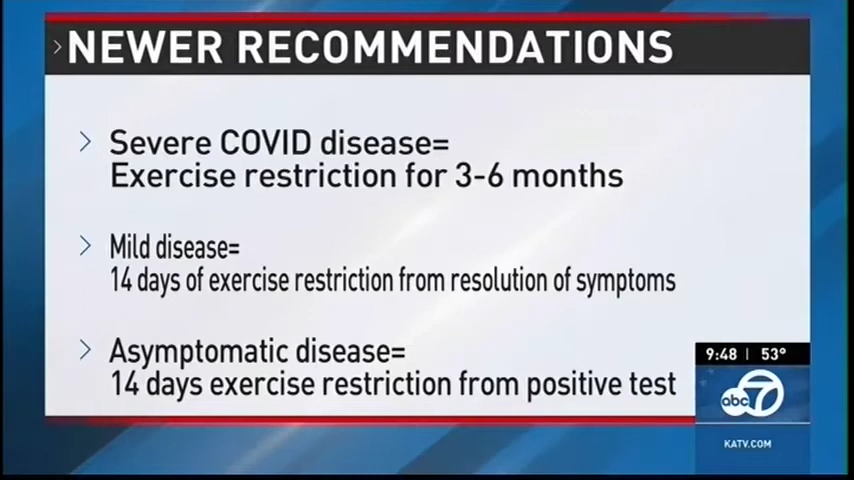 NEWER RECOMMENDATIONS
Severe COVID disease=
Exercise restriction for 3-6 months
Mild disease=
14 days of exercise restriction from resolution of symptoms
Asymptomatic disease=
14 days exercise restriction from positive test
9:48 | 53°
abc 7
KATV.COM